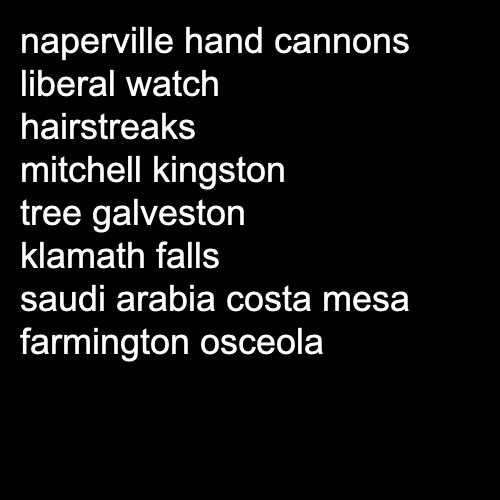 naperville hand cannons
liberal watch
hairstreaks
mitchell kingston
tree galveston
klamath falls
saudi arabia costa mesa
farmington osceola